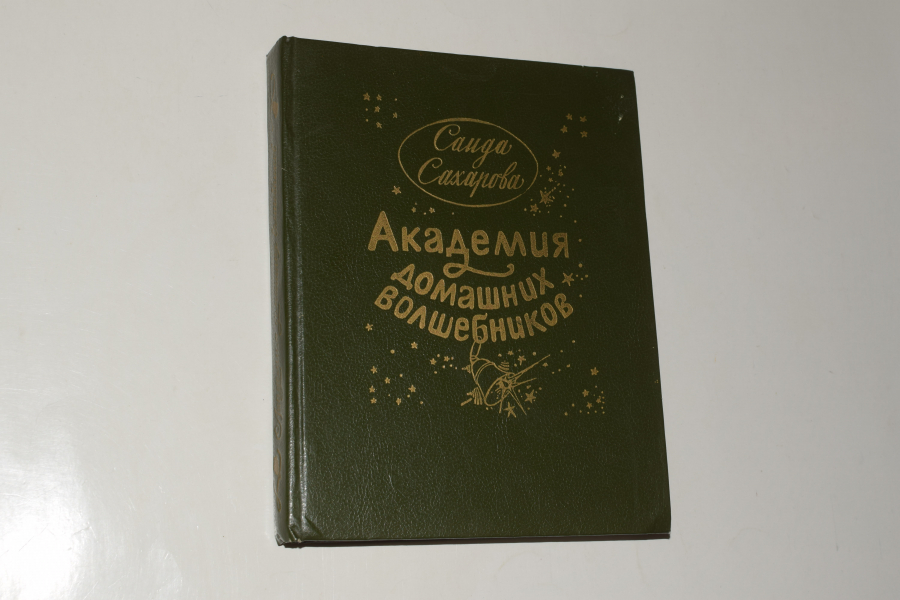 Саида
Сахарова
Академия
домашних
волшебников